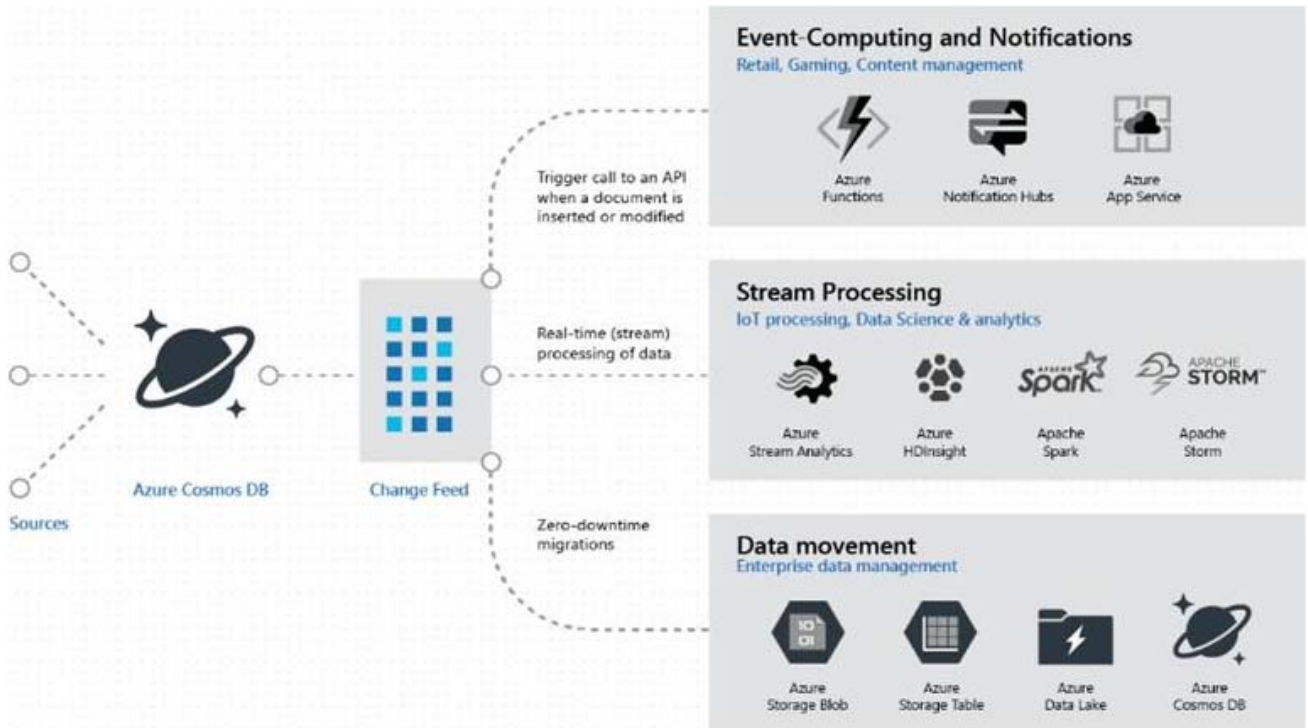 Event-Computing and Notifications
Retail, Gaming, Content management
Azure
Functions
Azure
Notification Hubs
Azure
App Service
Trigger call to an API
when a document is
inserted or modified
Stream Processing
IoT processing, Data Science & analytics
Real-time (stream)
processing of data
APACHE
Spark
APACHE
STORM™
Azure
Stream Analytics
Azure
HDInsight
Apache
Spark
Apache
Storm
Sources
Azure Cosmos DB
Change Feed
Zero-downtime
migrations
Data movement
Enterprise data management
10
01
Azure
Storage Blob
Azure
Storage Table
Azure
Data Lake
Azure
Cosmos DB